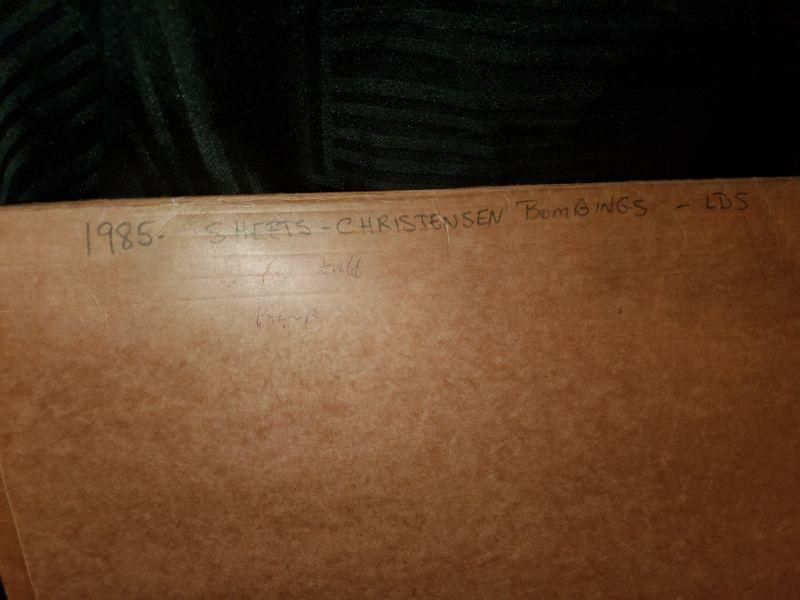 1985- SHEETS-CHRISTENSEN BOMBINGS - LDS